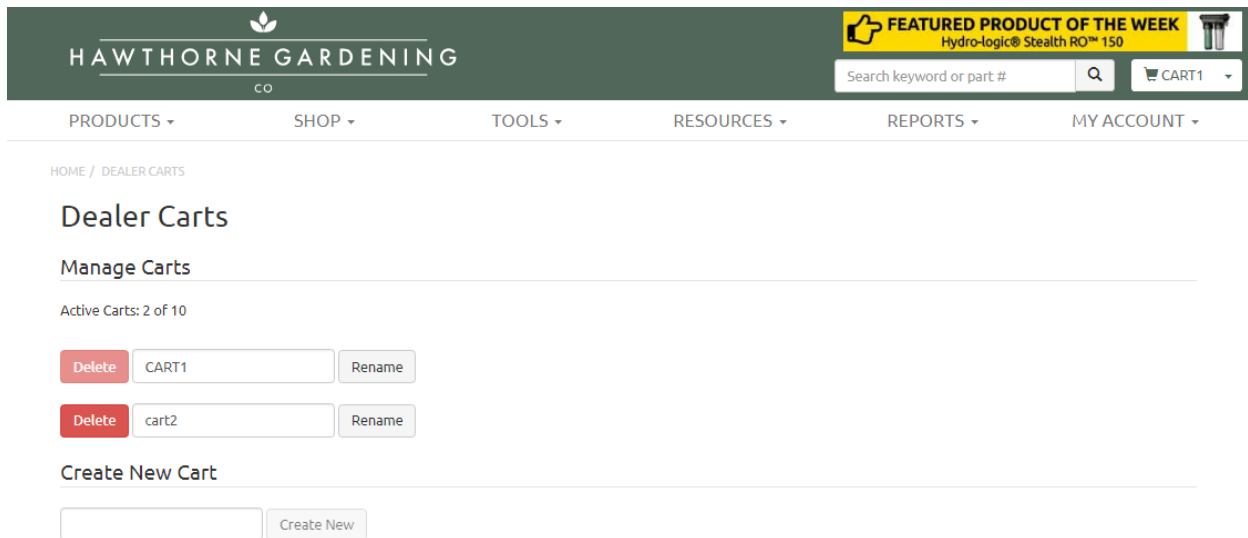 HAWTHORNE GARDENING
CO
FEATURED PRODUCT OF THE WEEK
Hydro-logic® Stealth RO™ 150
Search keyword or part #
CART1
PRODUCTS SHOP TOOLS RESOURCES REPORTS MY ACCOUNT
HOME / DEALER CARTS
Dealer Carts
Manage Carts
Active Carts: 2 of 10
Delete CART1 Rename
Delete cart2 Rename
Create New Cart
Create New